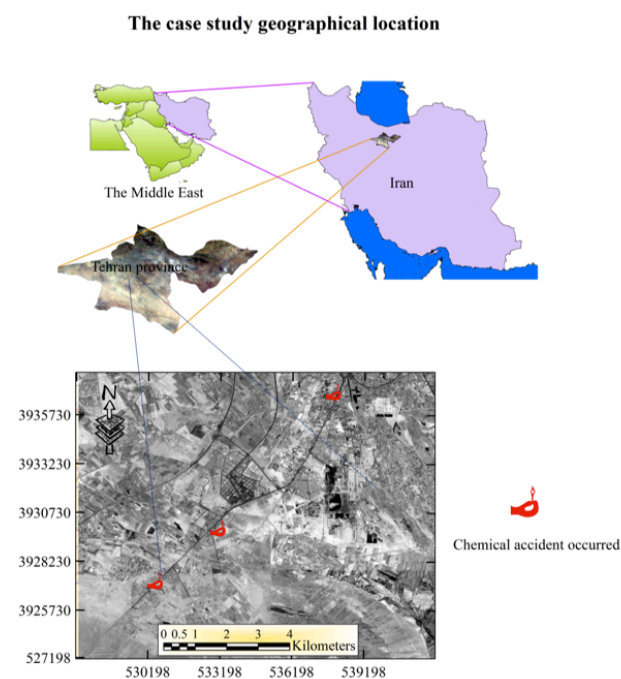 The case study geographical location
The Middle East
Iran
Tehran province
N
3935730
3933230
3930730
3928230
3925730
527198
530198
533198
536198
539198
0 0.5 1 2 3 4
Kilometers
Chemical accident occurred